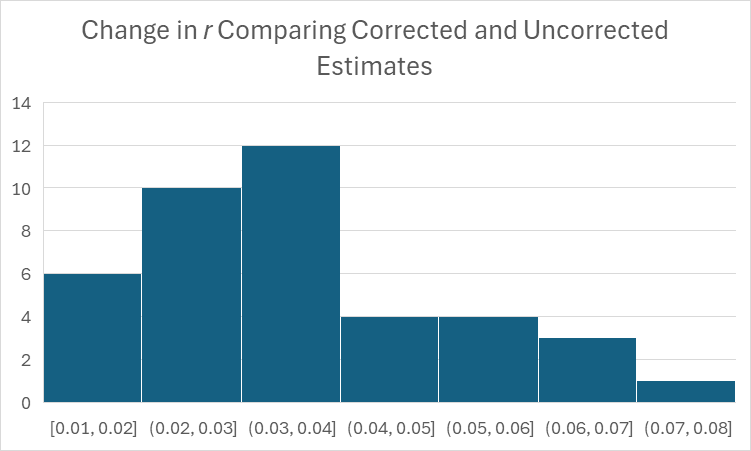 Change in r Comparing Corrected and Uncorrected
Estimates
14
12
10
8
6
4
2
0
[0.01, 0.02] (0.02, 0.03] (0.03, 0.04] (0.04, 0.05] (0.05, 0.06] (0.06, 0.07] (0.07, 0.08]